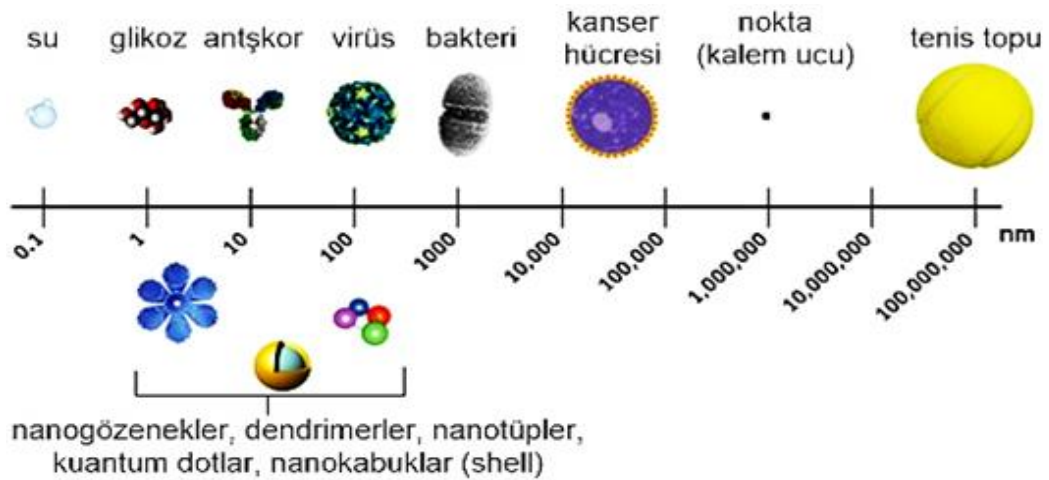 su glikoz antşkor virüs bakteri kanser hücresi nokta (kalem ucu) tenis topu
0.1 1 10 100 1000 10,000 100,000 1,000,000 10,000,000 100,000,000 nm
nanogözenekler, dendrimerler, nanotüpler,
kuantum dotlar, nanokabuklar (shell)